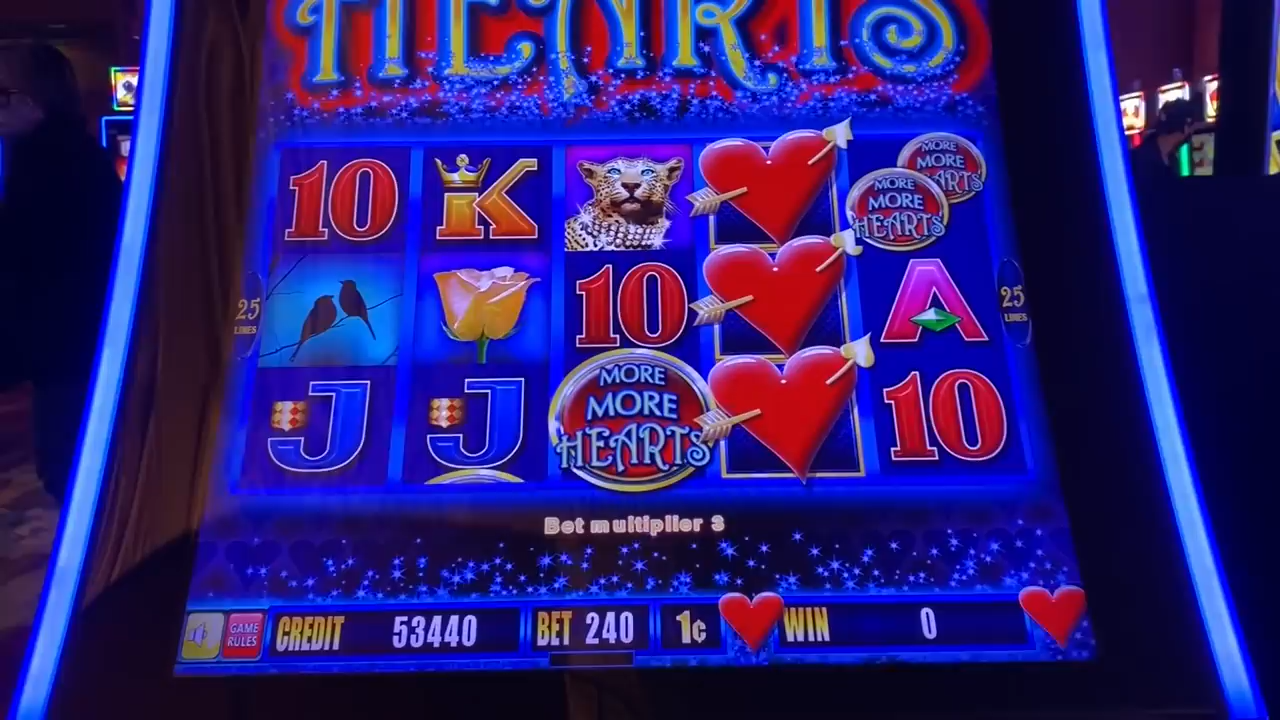 HEARTS
10
K
MORE
MORE
HEARTS
MORE
MORE
HEARTS
25
LINES
10
A
25
LINES
J
J
MORE
MORE
HEARTS
10
Bet multiplier 3
GAME
RULES
CREDIT 53440
BET 240
1¢
WIN 0